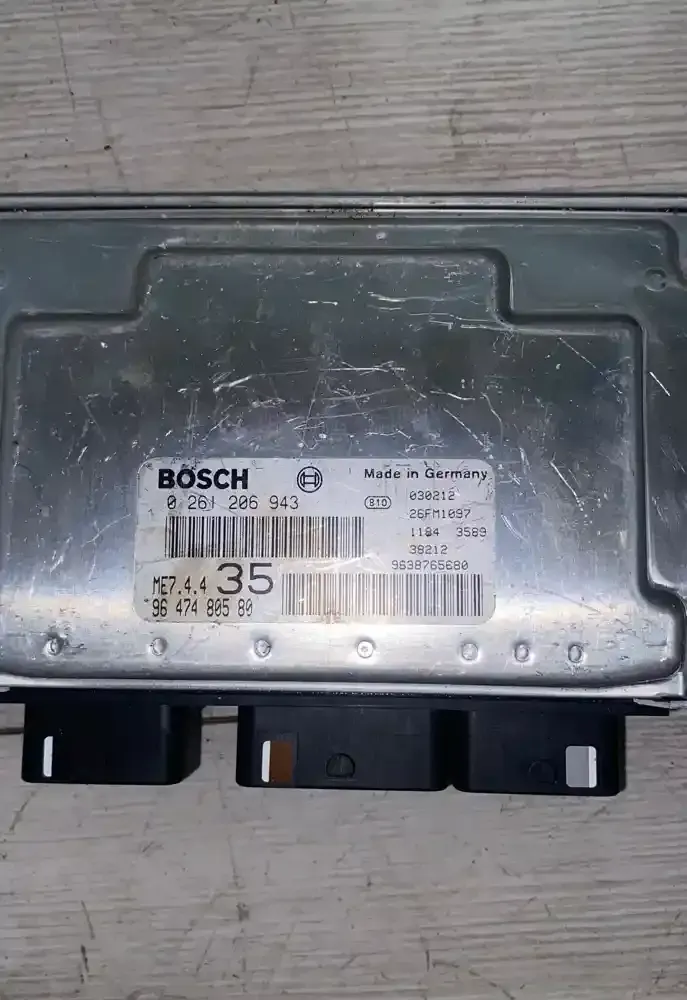 BOSCH
0 261 206 943
ME7.4.4 35
96 474 805 80
Made in Germany
B10 030212
26FM1097
1184 3589
38212
9638765680